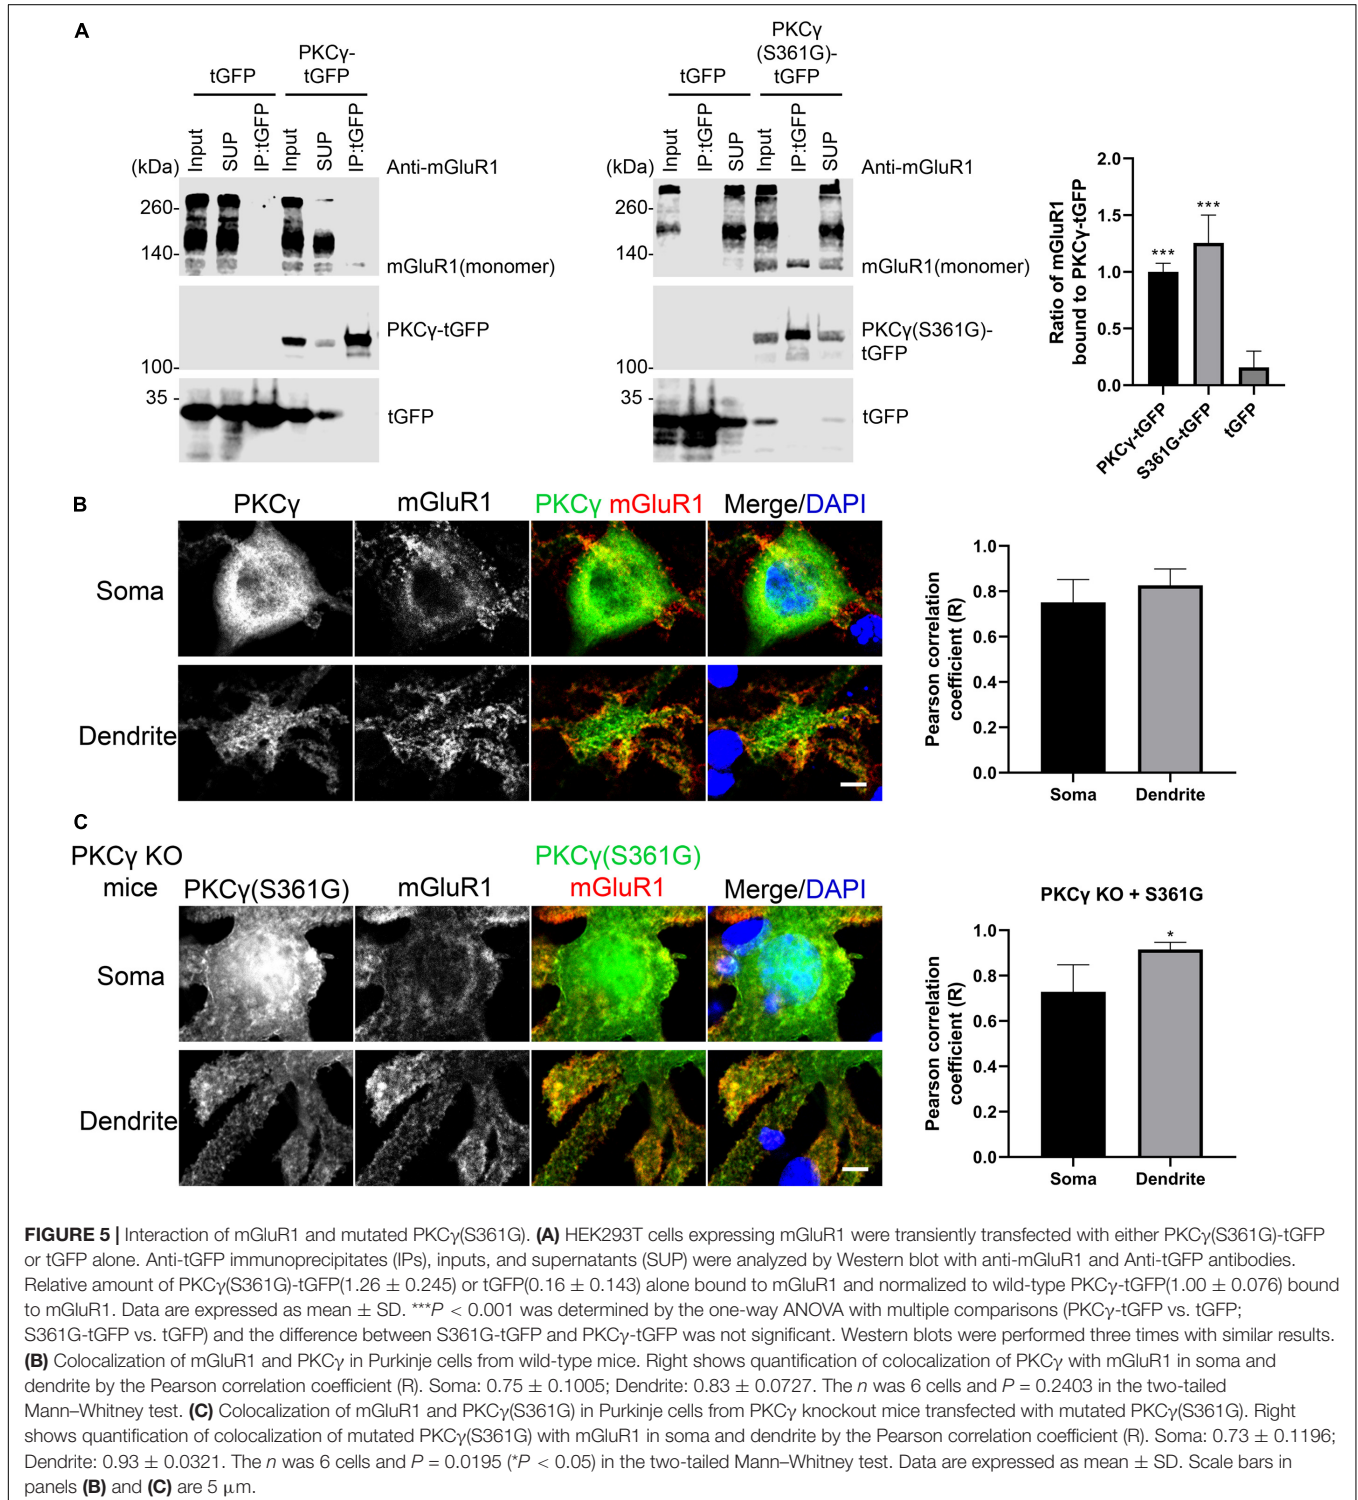 A
tGFP
PKCγ-
tGFP
Input
SUP
IP:tGFP
Input
SUP
IP:tGFP
(kDa)
Anti-mGluR1
260-
140-
mGluR1(monomer)
PKCγ-tGFP
100-
35 -
tGFP
tGFP
PKCγ
(S361G)-
tGFP
Input
IP:tGFP
SUP
Input
IP:tGFP
SUP
(kDa)
Anti-mGluR1
260-
140-
mGluR1(monomer)
PKCγ(S361G)-
tGFP
100-
35 -
tGFP
Ratio of mGluR1
bound to PKCγ-tGFP
2.0
1.5
1.0
0.5
0.0
***
***
PKCγ-tGFP
S361G-tGFP
tGFP
B
PKCγ
mGluR1
PKCγ mGluR1
Merge/DAPI
Soma
Dendrite
Pearson correlation
coefficient (R)
1.0
0.8
0.6
0.4
0.2
0.0
Soma
Dendrite
C
PKCγ KO
mice
PKCγ(S361G)
mGluR1
PKCγ(S361G)
mGluR1
Merge/DAPI
Soma
Dendrite
PKCγ KO + S361G
Pearson correlation
coefficient (R)
1.0
0.8
0.6
0.4
0.2
0.0
*
Soma
Dendrite
FIGURE 5 | Interaction of mGluR1 and mutated PKCγ(S361G). (A) HEK293T cells expressing mGluR1 were transiently transfected with either PKCγ(S361G)-tGFP
or tGFP alone. Anti-tGFP immunoprecipitates (IPs), inputs, and supernatants (SUP) were analyzed by Western blot with anti-mGluR1 and Anti-tGFP antibodies.
Relative amount of PKCγ(S361G)-tGFP(1.26 ± 0.245) or tGFP(0.16 ± 0.143) alone bound to mGluR1 and normalized to wild-type PKCγ-tGFP(1.00 ± 0.076) bound
to mGluR1. Data are expressed as mean ± SD. ***P < 0.001 was determined by the one-way ANOVA with multiple comparisons (PKCγ-tGFP vs. tGFP;
S361G-tGFP vs. tGFP) and the difference between S361G-tGFP and PKCγ-tGFP was not significant. Western blots were performed three times with similar results.
(B) Colocalization of mGluR1 and PKCγ in Purkinje cells from wild-type mice. Right shows quantification of colocalization of PKCγ with mGluR1 in soma and
dendrite by the Pearson correlation coefficient (R). Soma: 0.75 ± 0.1005; Dendrite: 0.83 ± 0.0727. The n was 6 cells and P = 0.2403 in the two-tailed
Mann–Whitney test. (C) Colocalization of mGluR1 and PKCγ(S361G) in Purkinje cells from PKCγ knockout mice transfected with mutated PKCγ(S361G). Right
shows quantification of colocalization of mutated PKCγ(S361G) with mGluR1 in soma and dendrite by the Pearson correlation coefficient (R). Soma: 0.73 ± 0.1196;
Dendrite: 0.93 ± 0.0321. The n was 6 cells and P = 0.0195 (*P < 0.05) in the two-tailed Mann–Whitney test. Data are expressed as mean ± SD. Scale bars in
panels (B) and (C) are 5 μm.